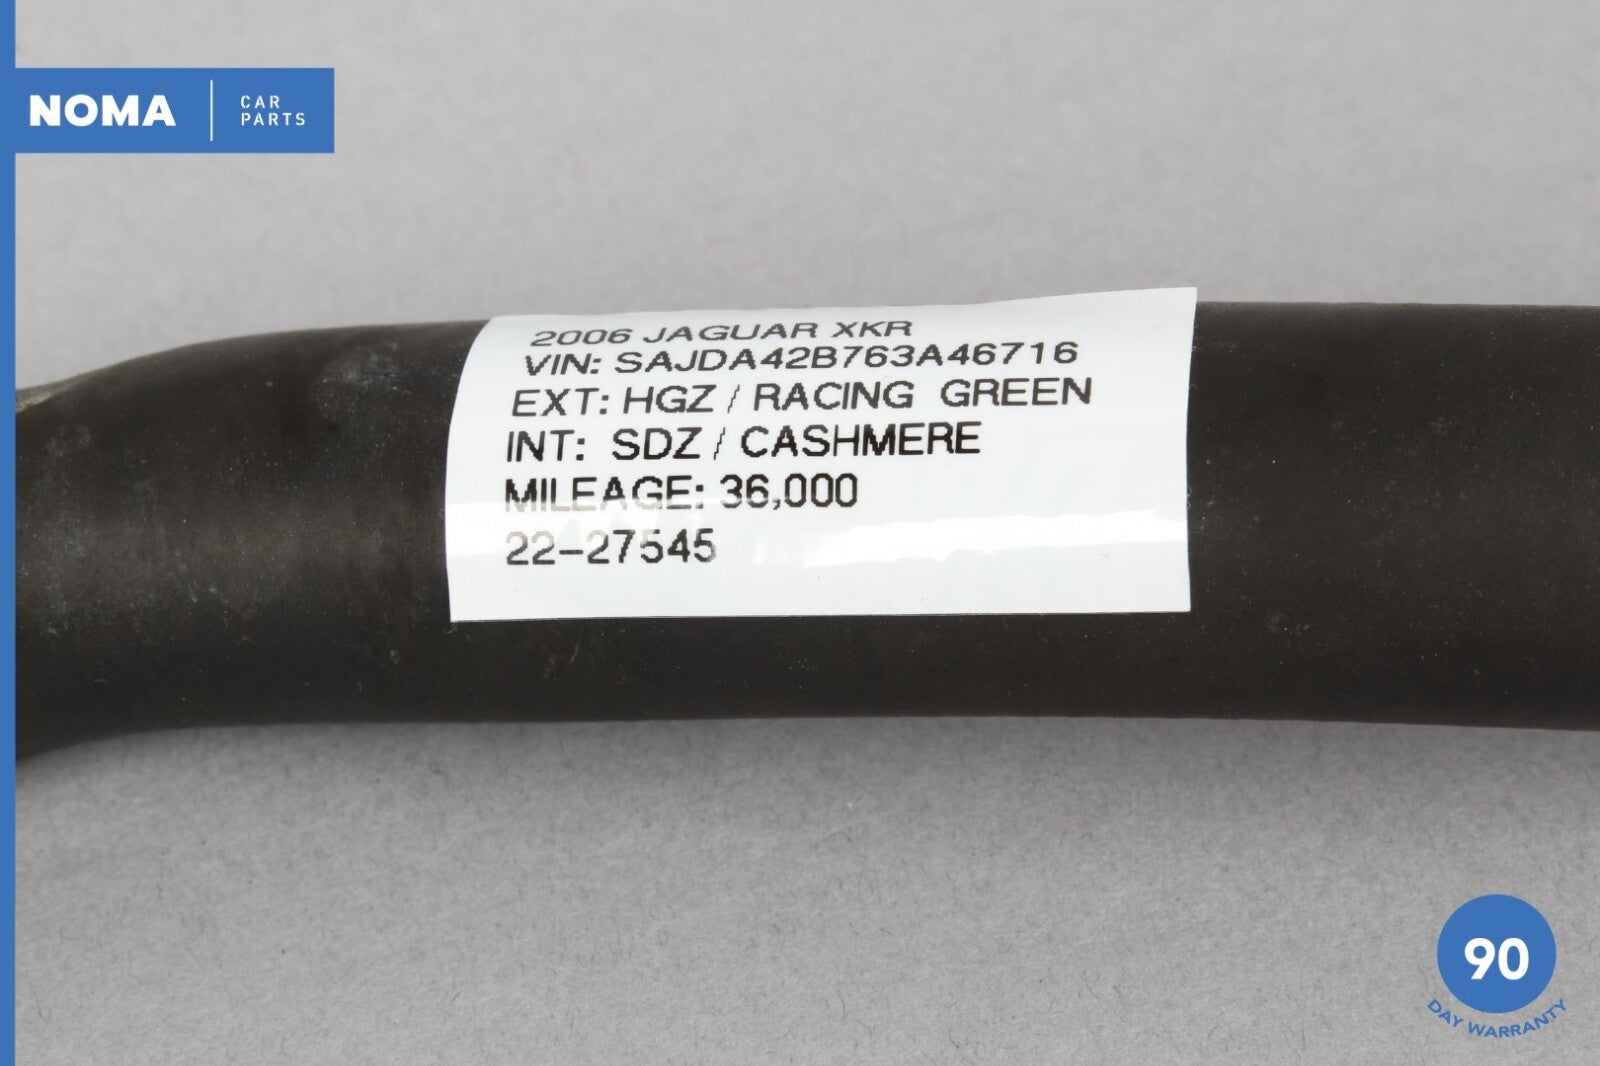 NOMA
CAR
PARTS
2006 JAGUAR XKR
VIN: SAJDA42B763A46716
EXT: HGZ / RACING GREEN
INT: SDZ / CASHMERE
MILEAGE: 36,000
22-27545
90
DAY WARRANTY